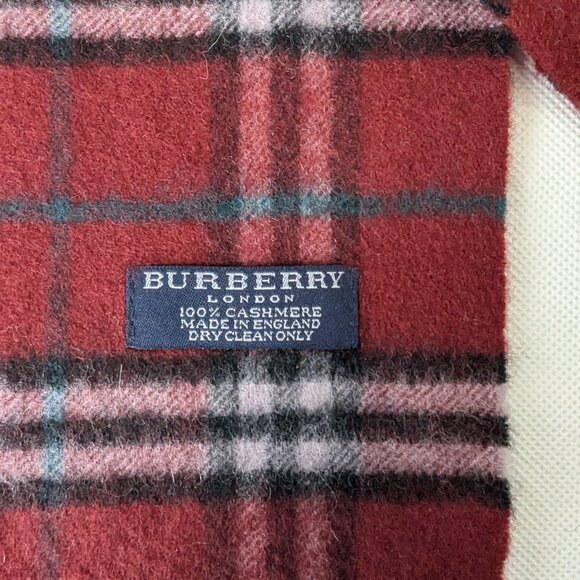 BURBERRY
LONDON
100% CASHMERE
MADE IN ENGLAND
DRY CLEAN ONLY